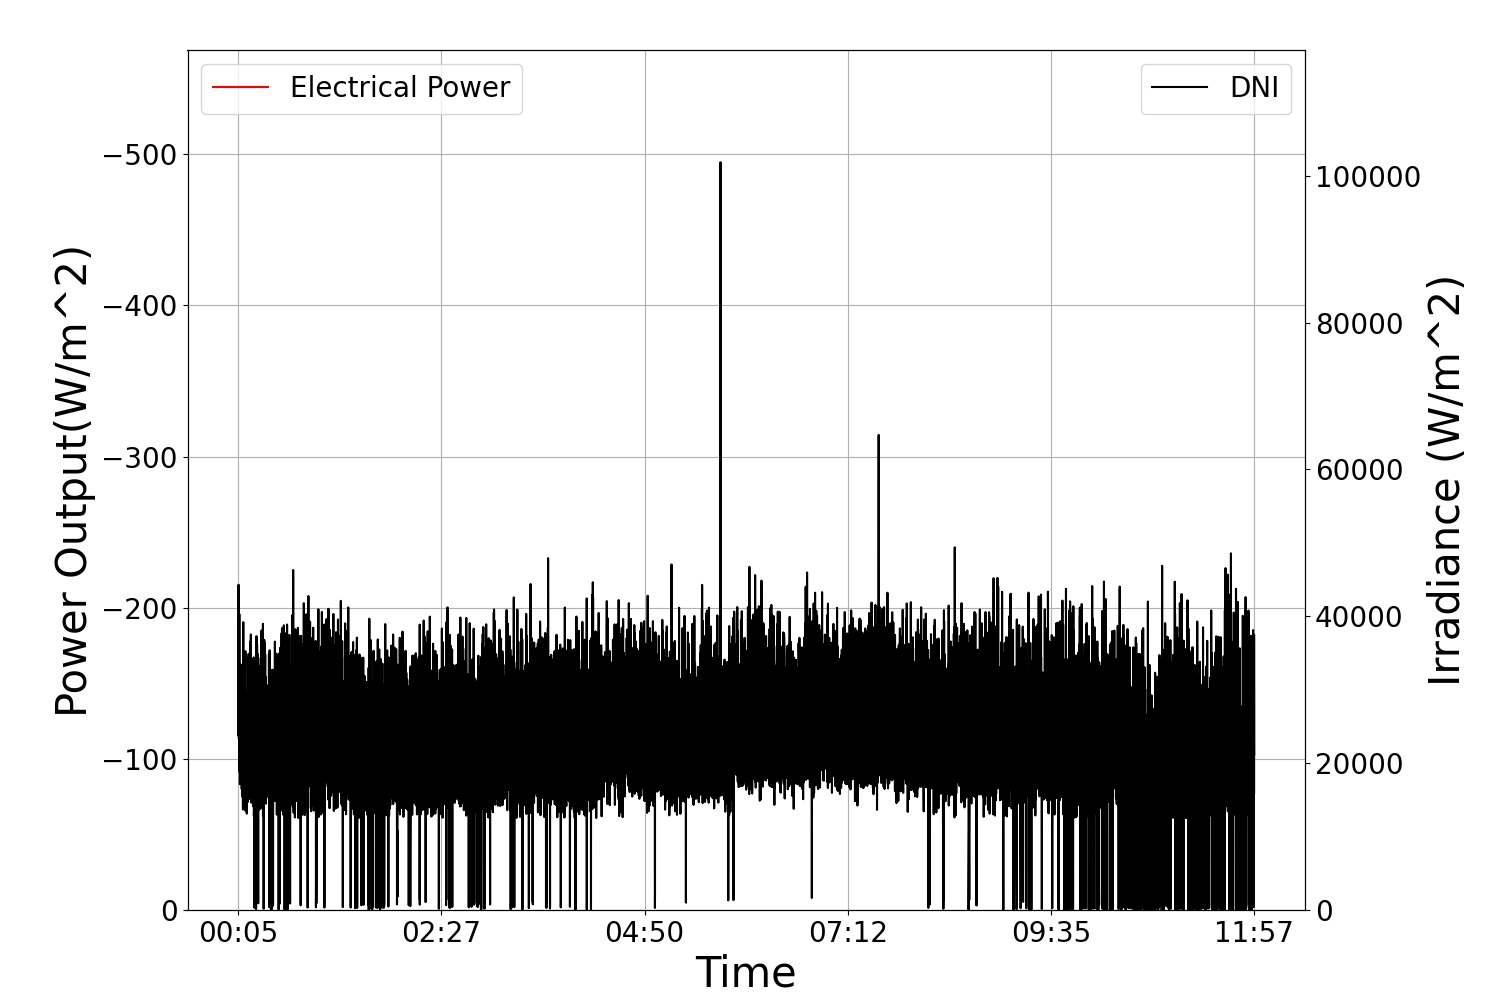 Electrical Power
DNI
−500
−400
−300
−200
−100
0
Power Output(W/m^2)
100000
80000
60000
40000
20000
0
Irradiance (W/m^2)
00:05 02:27 04:50 07:12 09:35 11:57
Time